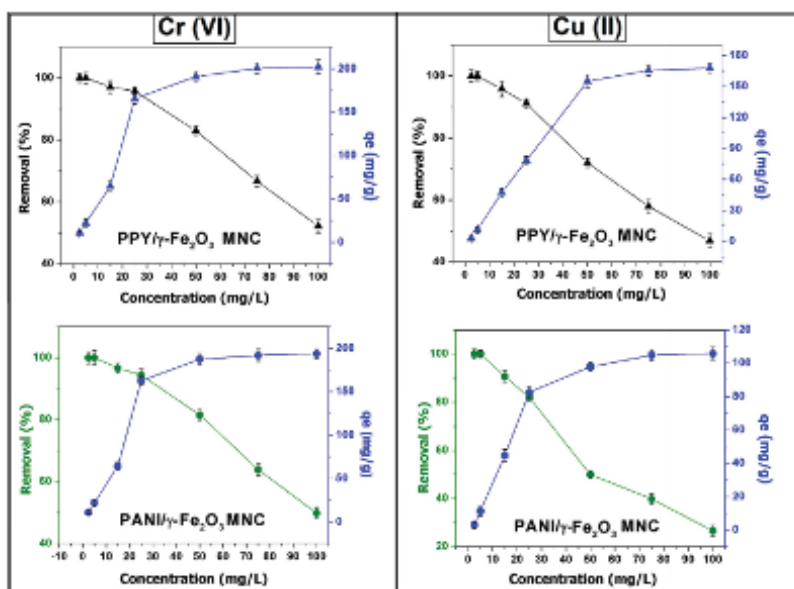 Cr (VI)
Removal (%)
100
80
60
40
200
150
100
50
0
qe (mg/g)
PPY/γ-Fe₂O₃ MNC
0 10 20 30 40 50 60 70 80 90 100
Concentration (mg/L)
Cu (II)
Removal (%)
100
80
60
40
180
150
120
90
60
30
0
qe (mg/g)
PPY/γ-Fe₂O₃ MNC
0 10 20 30 40 50 60 70 80 90 100
Concentration (mg/L)
Removal (%)
100
80
60
40
200
150
100
50
0
qe (mg/g)
PANI/γ-Fe₂O₃ MNC
-10 0 10 20 30 40 50 60 70 80 90 100
Concentration (mg/L)
Removal (%)
100
80
60
40
20
120
100
80
60
40
20
0
qe (mg/g)
PANI/γ-Fe₂O₃ MNC
0 10 20 30 40 50 60 70 80 90 100
Concentration (mg/L)